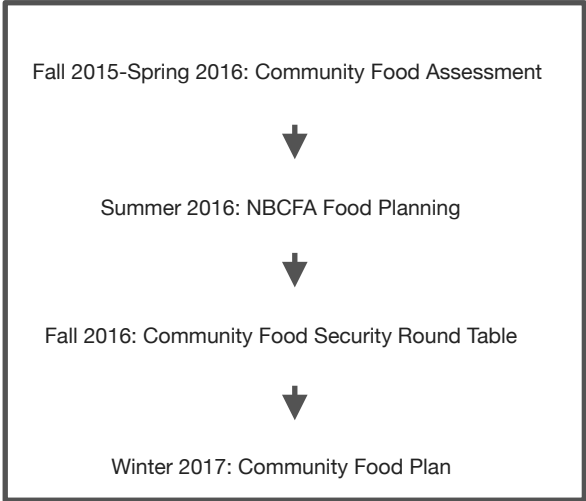 Fall 2015-Spring 2016: Community Food Assessment
Summer 2016: NBCFA Food Planning
Fall 2016: Community Food Security Round Table
Winter 2017: Community Food Plan